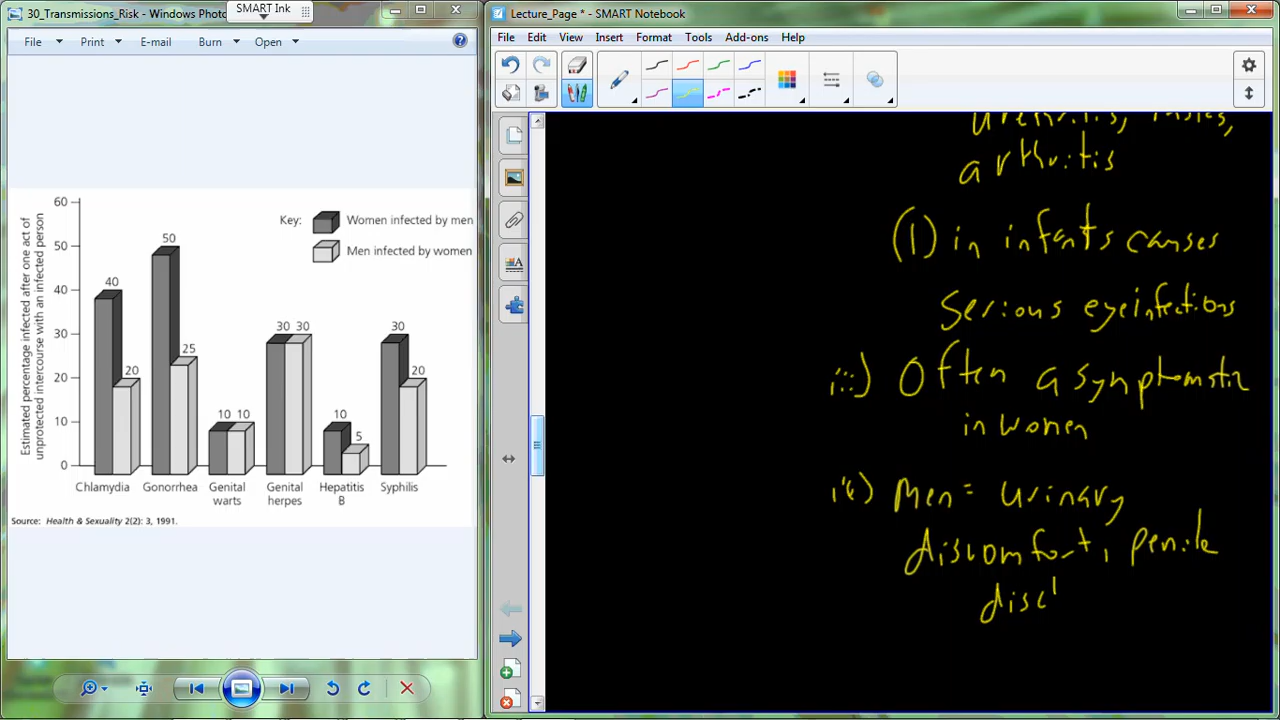 30_Transmissions_Risk - Windows Photo
SMART Ink
File Print E-mail Burn Open
60
50
40
30
20
10
0
Estimated percentage infected after one act of
unprotected intercourse with an infected person
Key: Women infected by men
Men infected by women
40 20
50 25
10 10
30 30
10 5
30 20
Chlamydia Gonorrhea Genital warts Genital herpes Hepatitis B Syphilis
Source: Health & Sexuality 2(2): 3, 1991.
Lecture_Page * - SMART Notebook
File Edit View Insert Format Tools Add-ons Help
urethritis,
arthritis
(1) in infants causes
serious eye infections
iii) Often asymptomatic
in women
iv) Men = urinary
discomfort, penile
disc